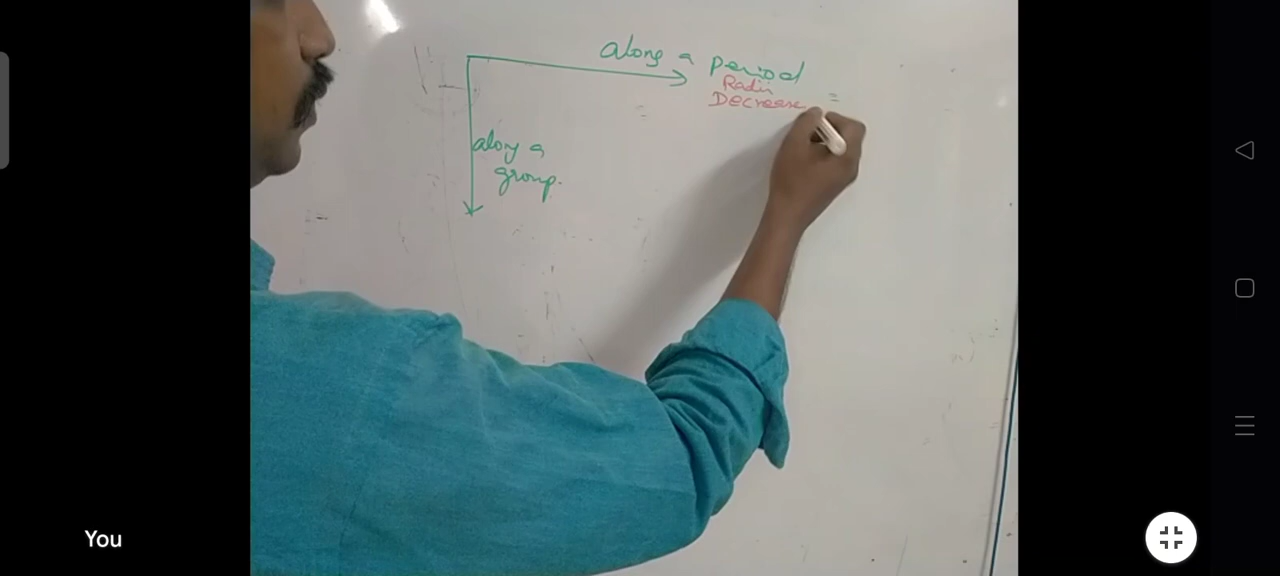 along a period
Radii
Decrease
along a
group.
You